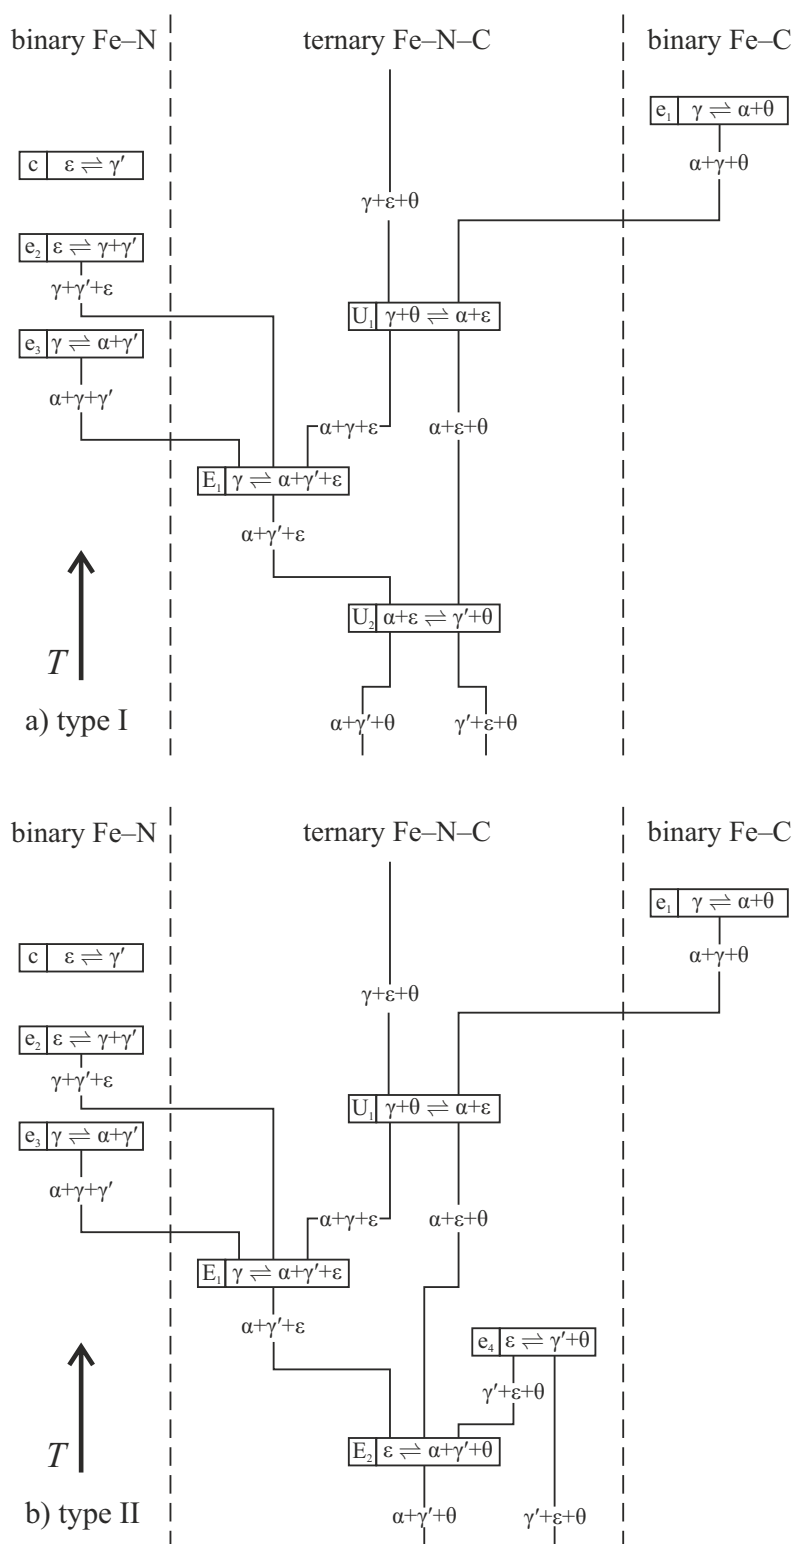 binary Fe–N
ternary Fe–N–C
binary Fe–C
e₁ γ ⇌ α+θ
α+γ+θ
c ε ⇌ γ′
γ+ε+θ
e₂ ε ⇌ γ+γ′
γ+γ′+ε
U₁ γ+θ ⇌ α+ε
e₃ γ ⇌ α+γ′
α+γ+γ′
α+γ+ε
α+ε+θ
E₁ γ ⇌ α+γ′+ε
α+γ′+ε
U₂ α+ε ⇌ γ′+θ
T
a) type I
α+γ′+θ
γ′+ε+θ
binary Fe–N
ternary Fe–N–C
binary Fe–C
e₁ γ ⇌ α+θ
α+γ+θ
c ε ⇌ γ′
γ+ε+θ
e₂ ε ⇌ γ+γ′
γ+γ′+ε
U₁ γ+θ ⇌ α+ε
e₃ γ ⇌ α+γ′
α+γ+γ′
α+γ+ε
α+ε+θ
E₁ γ ⇌ α+γ′+ε
α+γ′+ε
e₄ ε ⇌ γ′+θ
γ′+ε+θ
E₂ ε ⇌ α+γ′+θ
T
b) type II
α+γ′+θ
γ′+ε+θ